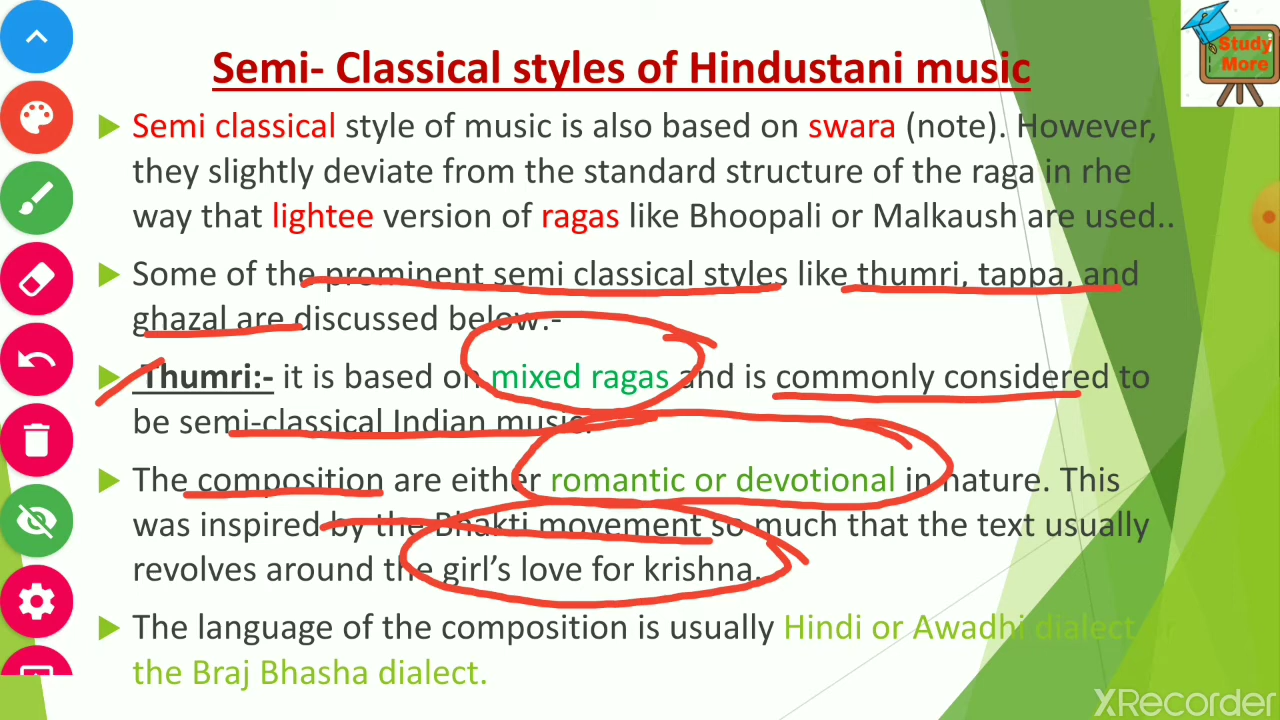 Semi- Classical styles of Hindustani music
Study
More
Semi classical style of music is also based on swara (note). However,
they slightly deviate from the standard structure of the raga in rhe
way that lightee version of ragas like Bhoopali or Malkaush are used..
Some of the prominent semi classical styles like thumri, tappa, and
ghazal are discussed below:-
Thumri:- it is based on mixed ragas and is commonly considered to
be semi-classical Indian music.
The composition are either romantic or devotional in nature. This
was inspired by the Bhakti movement so much that the text usually
revolves around the girl's love for krishna.
The language of the composition is usually Hindi or Awadhi dialect or
the Braj Bhasha dialect.
XRecorder